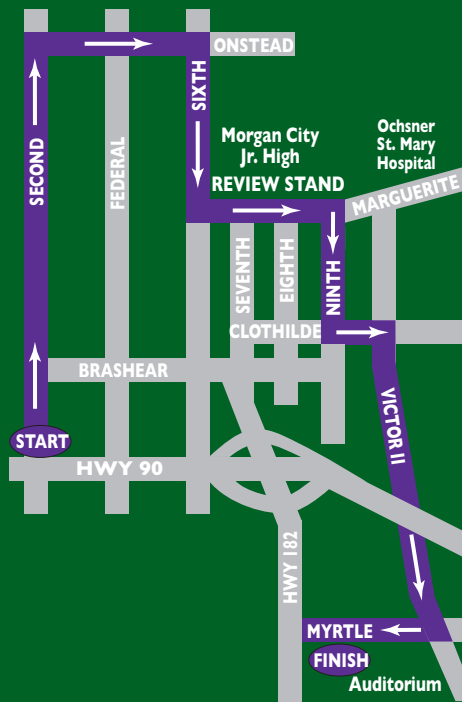 ONSTEAD
SIXTH
SECOND
FEDERAL
Morgan City
Jr. High
REVIEW STAND
Ochsner
St. Mary
Hospital
MARGUERITE
SEVENTH
EIGHTH
NINTH
CLOTHILDE
BRASHEAR
VICTOR II
START
HWY 90
HWY 182
MYRTLE
FINISH
Auditorium